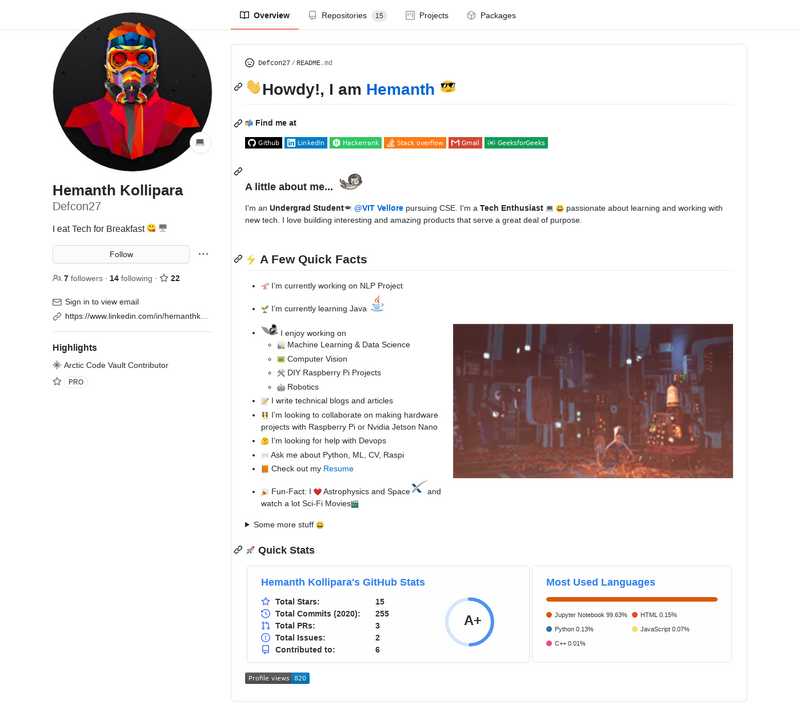 Overview
Repositories 15
Projects
Packages
Hemanth Kollipara
Defcon27
I eat Tech for Breakfast
Follow
7 followers · 14 following · 22
Sign in to view email
https://www.linkedin.com/in/hemanthk...
Highlights
Arctic Code Vault Contributor
PRO
Defcon27/README.md
Howdy!, I am Hemanth
Find me at
Github LinkedIn Hackerrank Stack overflow Gmail GeeksforGeeks
A little about me...
I'm an Undergrad Student @VIT Vellore pursuing CSE. I'm a Tech Enthusiast passionate about learning and working with
new tech. I love building interesting and amazing products that serve a great deal of purpose.
A Few Quick Facts
I'm currently working on NLP Project
I'm currently learning Java
I enjoy working on
Machine Learning & Data Science
Computer Vision
DIY Raspberry Pi Projects
Robotics
I write technical blogs and articles
I'm looking to collaborate on making hardware
projects with Raspberry Pi or Nvidia Jetson Nano
I'm looking for help with Devops
Ask me about Python, ML, CV, Raspi
Check out my Resume
Fun-Fact: I ❤️ Astrophysics and Space and
watch a lot Sci-Fi Movies
Some more stuff
Quick Stats
Hemanth Kollipara's GitHub Stats
Total Stars: 15
Total Commits (2020): 255
Total PRs: 3
Total Issues: 2
Contributed to: 6
A+
Most Used Languages
Jupyter Notebook 99.63% HTML 0.15%
Python 0.13% JavaScript 0.07%
C++ 0.01%
Profile views 820